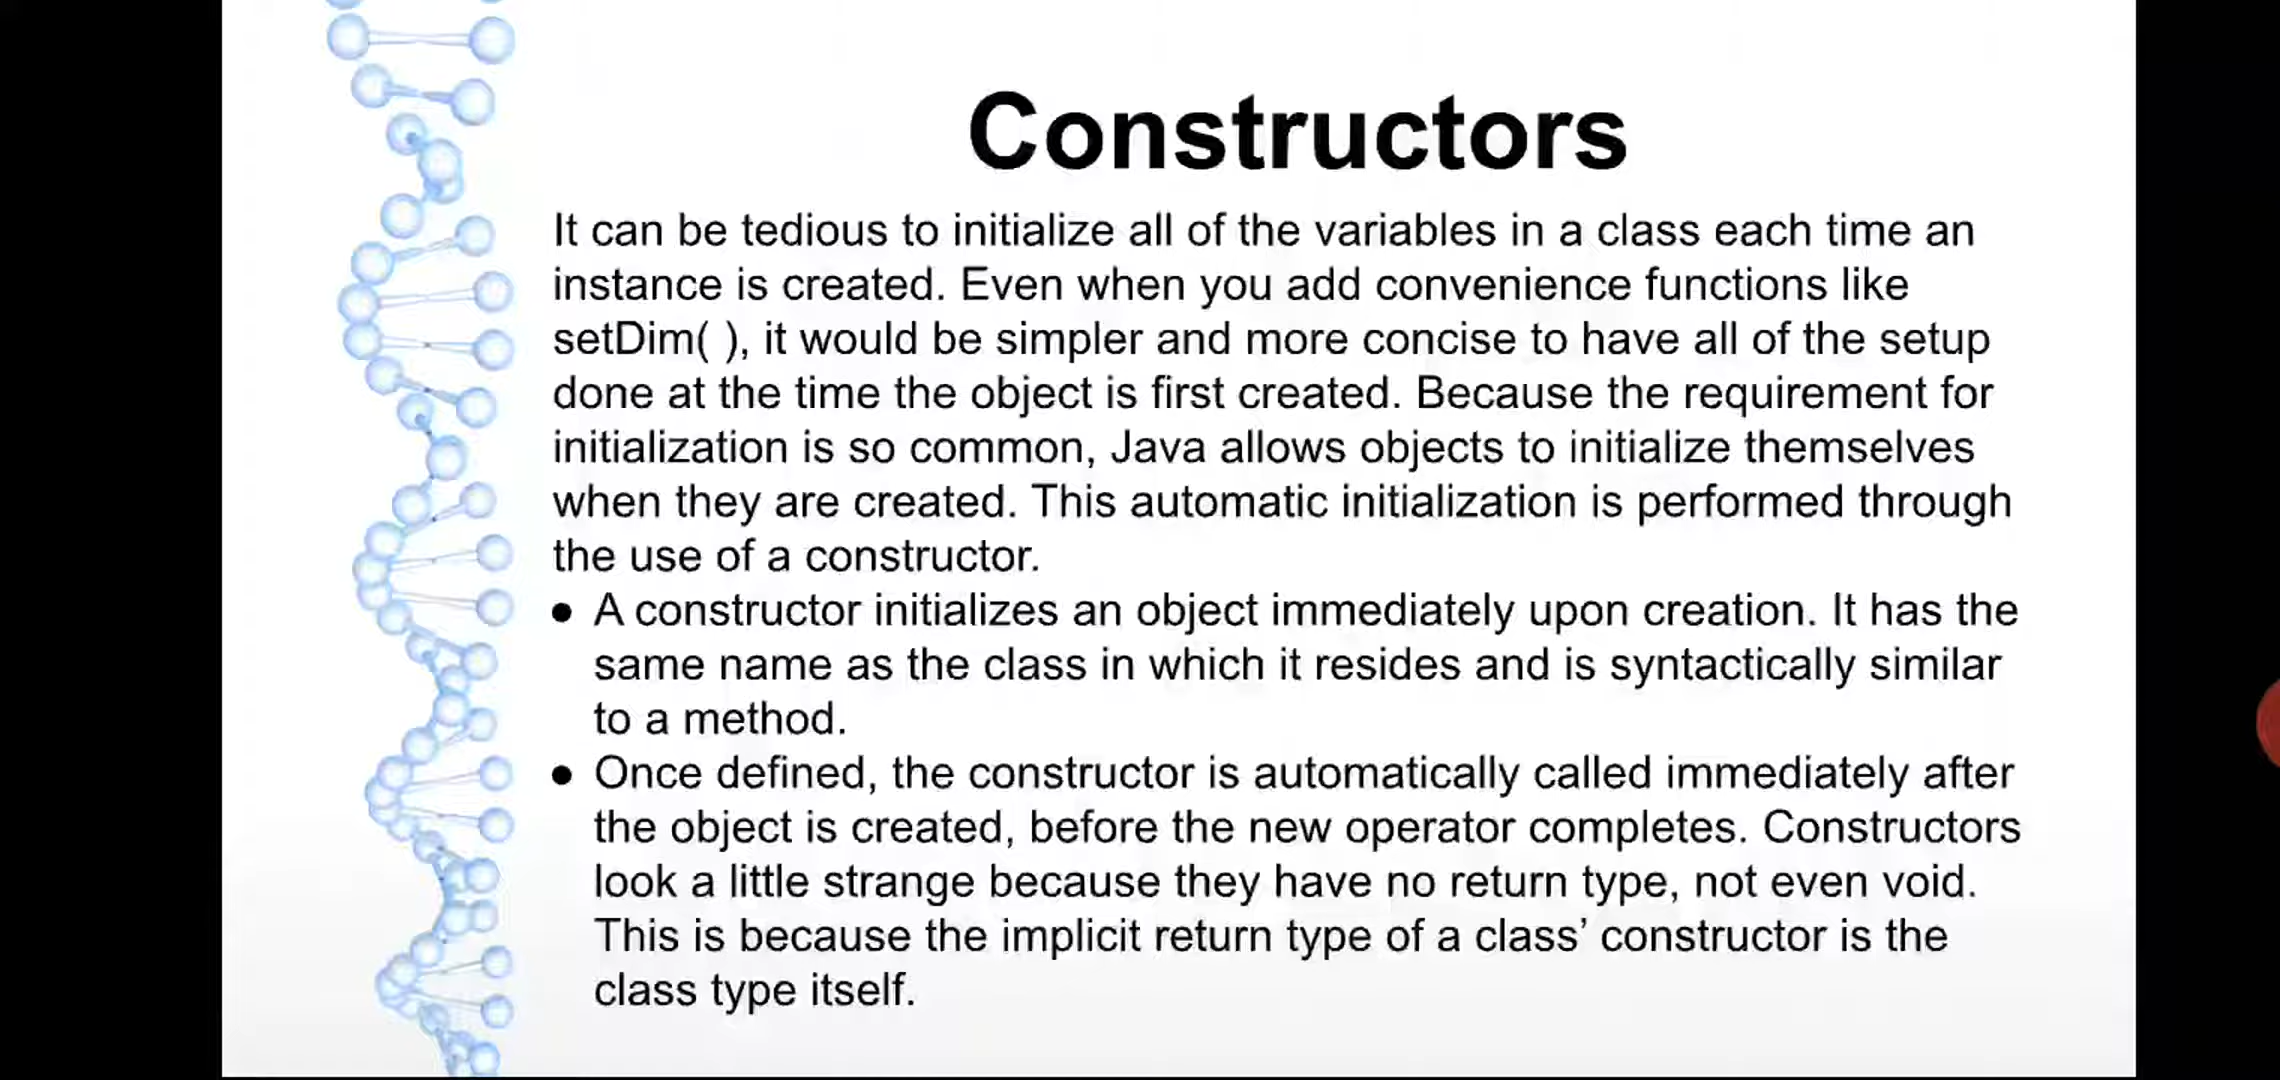 Constructors
It can be tedious to initialize all of the variables in a class each time an
instance is created. Even when you add convenience functions like
setDim( ), it would be simpler and more concise to have all of the setup
done at the time the object is first created. Because the requirement for
initialization is so common, Java allows objects to initialize themselves
when they are created. This automatic initialization is performed through
the use of a constructor.
● A constructor initializes an object immediately upon creation. It has the
same name as the class in which it resides and is syntactically similar
to a method.
● Once defined, the constructor is automatically called immediately after
the object is created, before the new operator completes. Constructors
look a little strange because they have no return type, not even void.
This is because the implicit return type of a class’ constructor is the
class type itself.